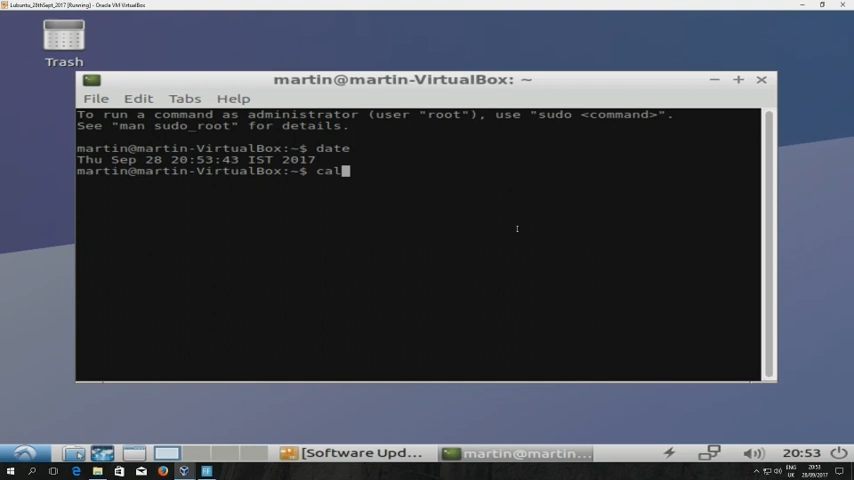 Lubuntu_28thSept_2017 [Running] - Oracle VM VirtualBox
Trash
martin@martin-VirtualBox: ~
File Edit Tabs Help
To run a command as administrator (user "root"), use "sudo <command>".
See "man sudo_root" for details.
martin@martin-VirtualBox:~$ date
Thu Sep 28 20:53:43 IST 2017
martin@martin-VirtualBox:~$ cal
[Software Upd... martin@martin... 20:53
ENG 20:53
UK 28/09/2017